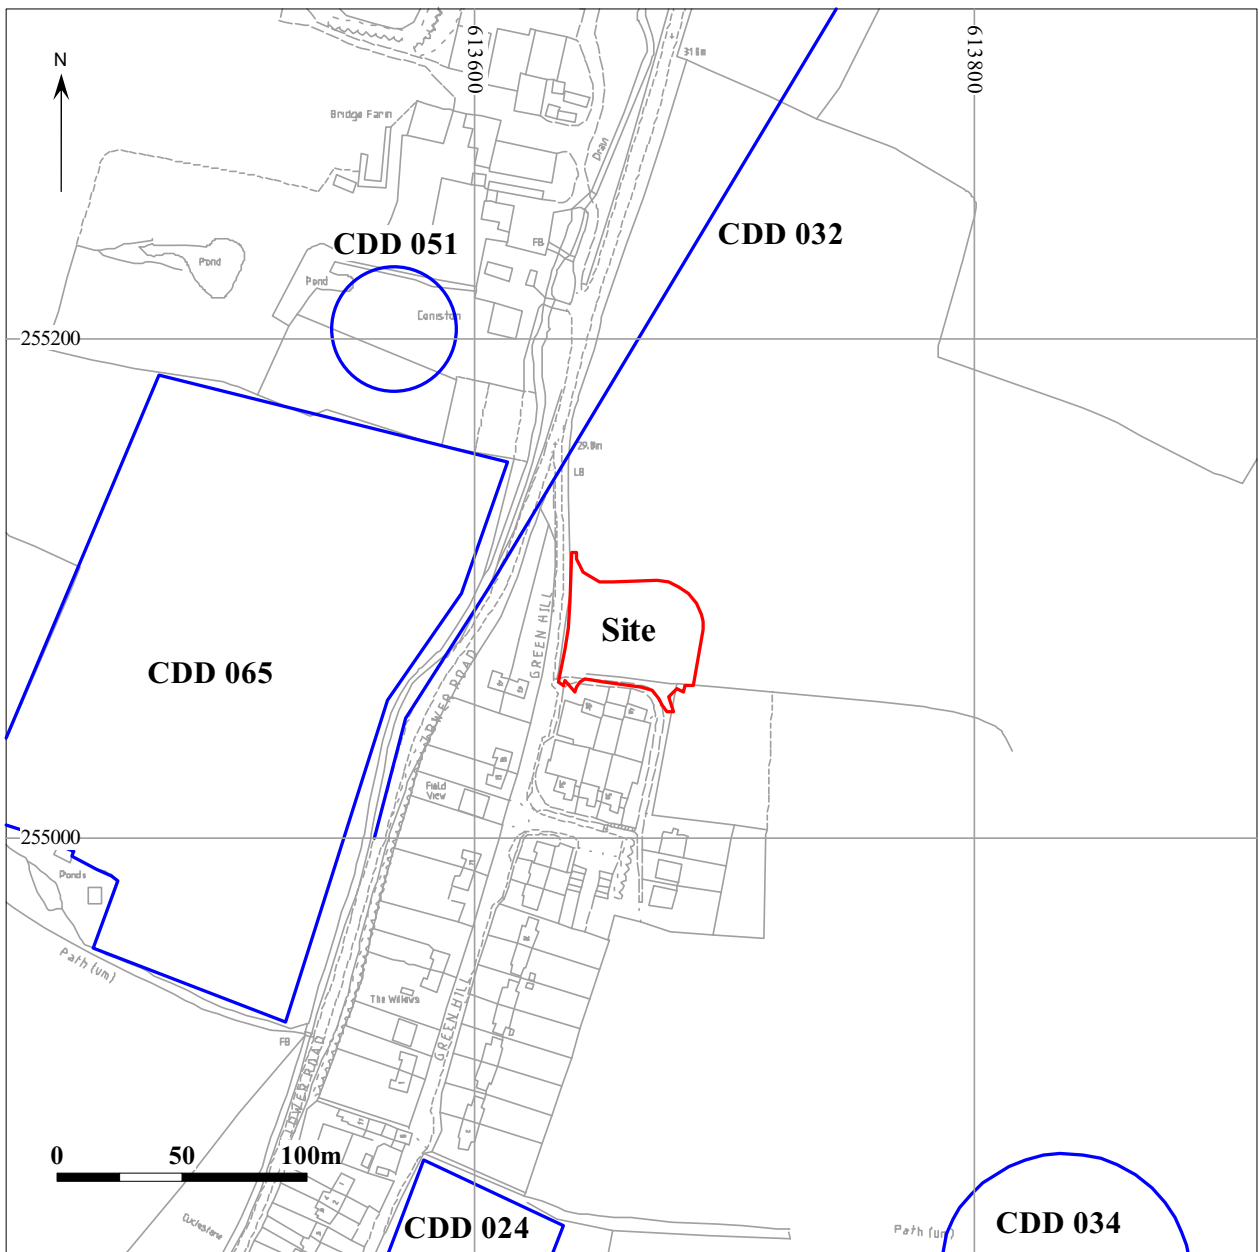 613600
613800
N
Bridge Farm
Drain
CDD 032
CDD 051
FB
Pond
Pond
Coniston
255200
LB
Site
GREEN HILL
CDD 065
LOWER ROAD
Field
View
255000
Ponds
Path (um)
The Willows
GREEN HILL
FB
LOWER ROAD
0 50 100m
CDD 024
Path (um)
CDD 034